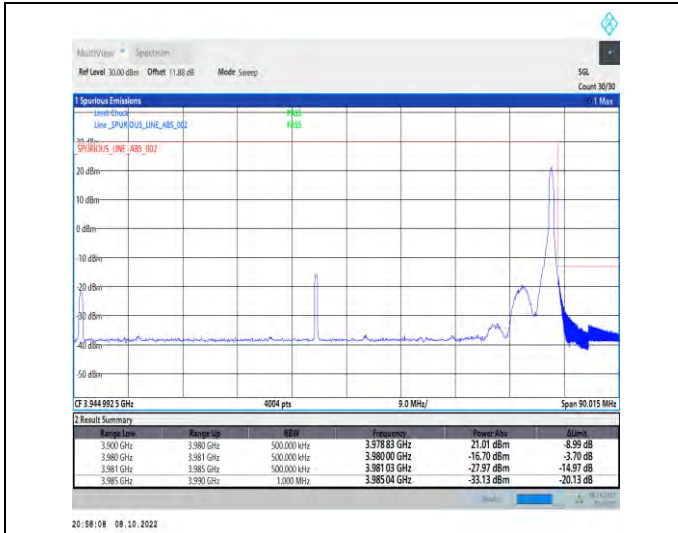 MultiView Spectrum
Ref Level 30.00 dBm Offset 11.88 dB Mode Sweep SGL
Count 30/30
1 Spurious Emissions 1 Max
Limit Check PASS
Line _SPURIOUS_LINE_ABS_002 PASS
30 dBm
_SPURIOUS_LINE_ABS_002
20 dBm
10 dBm
0 dBm
-10 dBm
-20 dBm
-30 dBm
-40 dBm
-50 dBm
CF 3.944 992 5 GHz 4004 pts 9.0 MHz/ Span 90.015 MHz
2 Result Summary
Range Low Range Up RBW Frequency Power Abs ΔLimit
3.900 GHz 3.980 GHz 500.000 kHz 3.978 83 GHz 21.01 dBm -8.99 dB
3.980 GHz 3.981 GHz 500.000 kHz 3.980 00 GHz -16.70 dBm -3.70 dB
3.981 GHz 3.985 GHz 500.000 kHz 3.981 03 GHz -27.97 dBm -14.97 dB
3.985 GHz 3.990 GHz 1.000 MHz 3.985 04 GHz -33.13 dBm -20.13 dB
20:58:08 08.10.2022